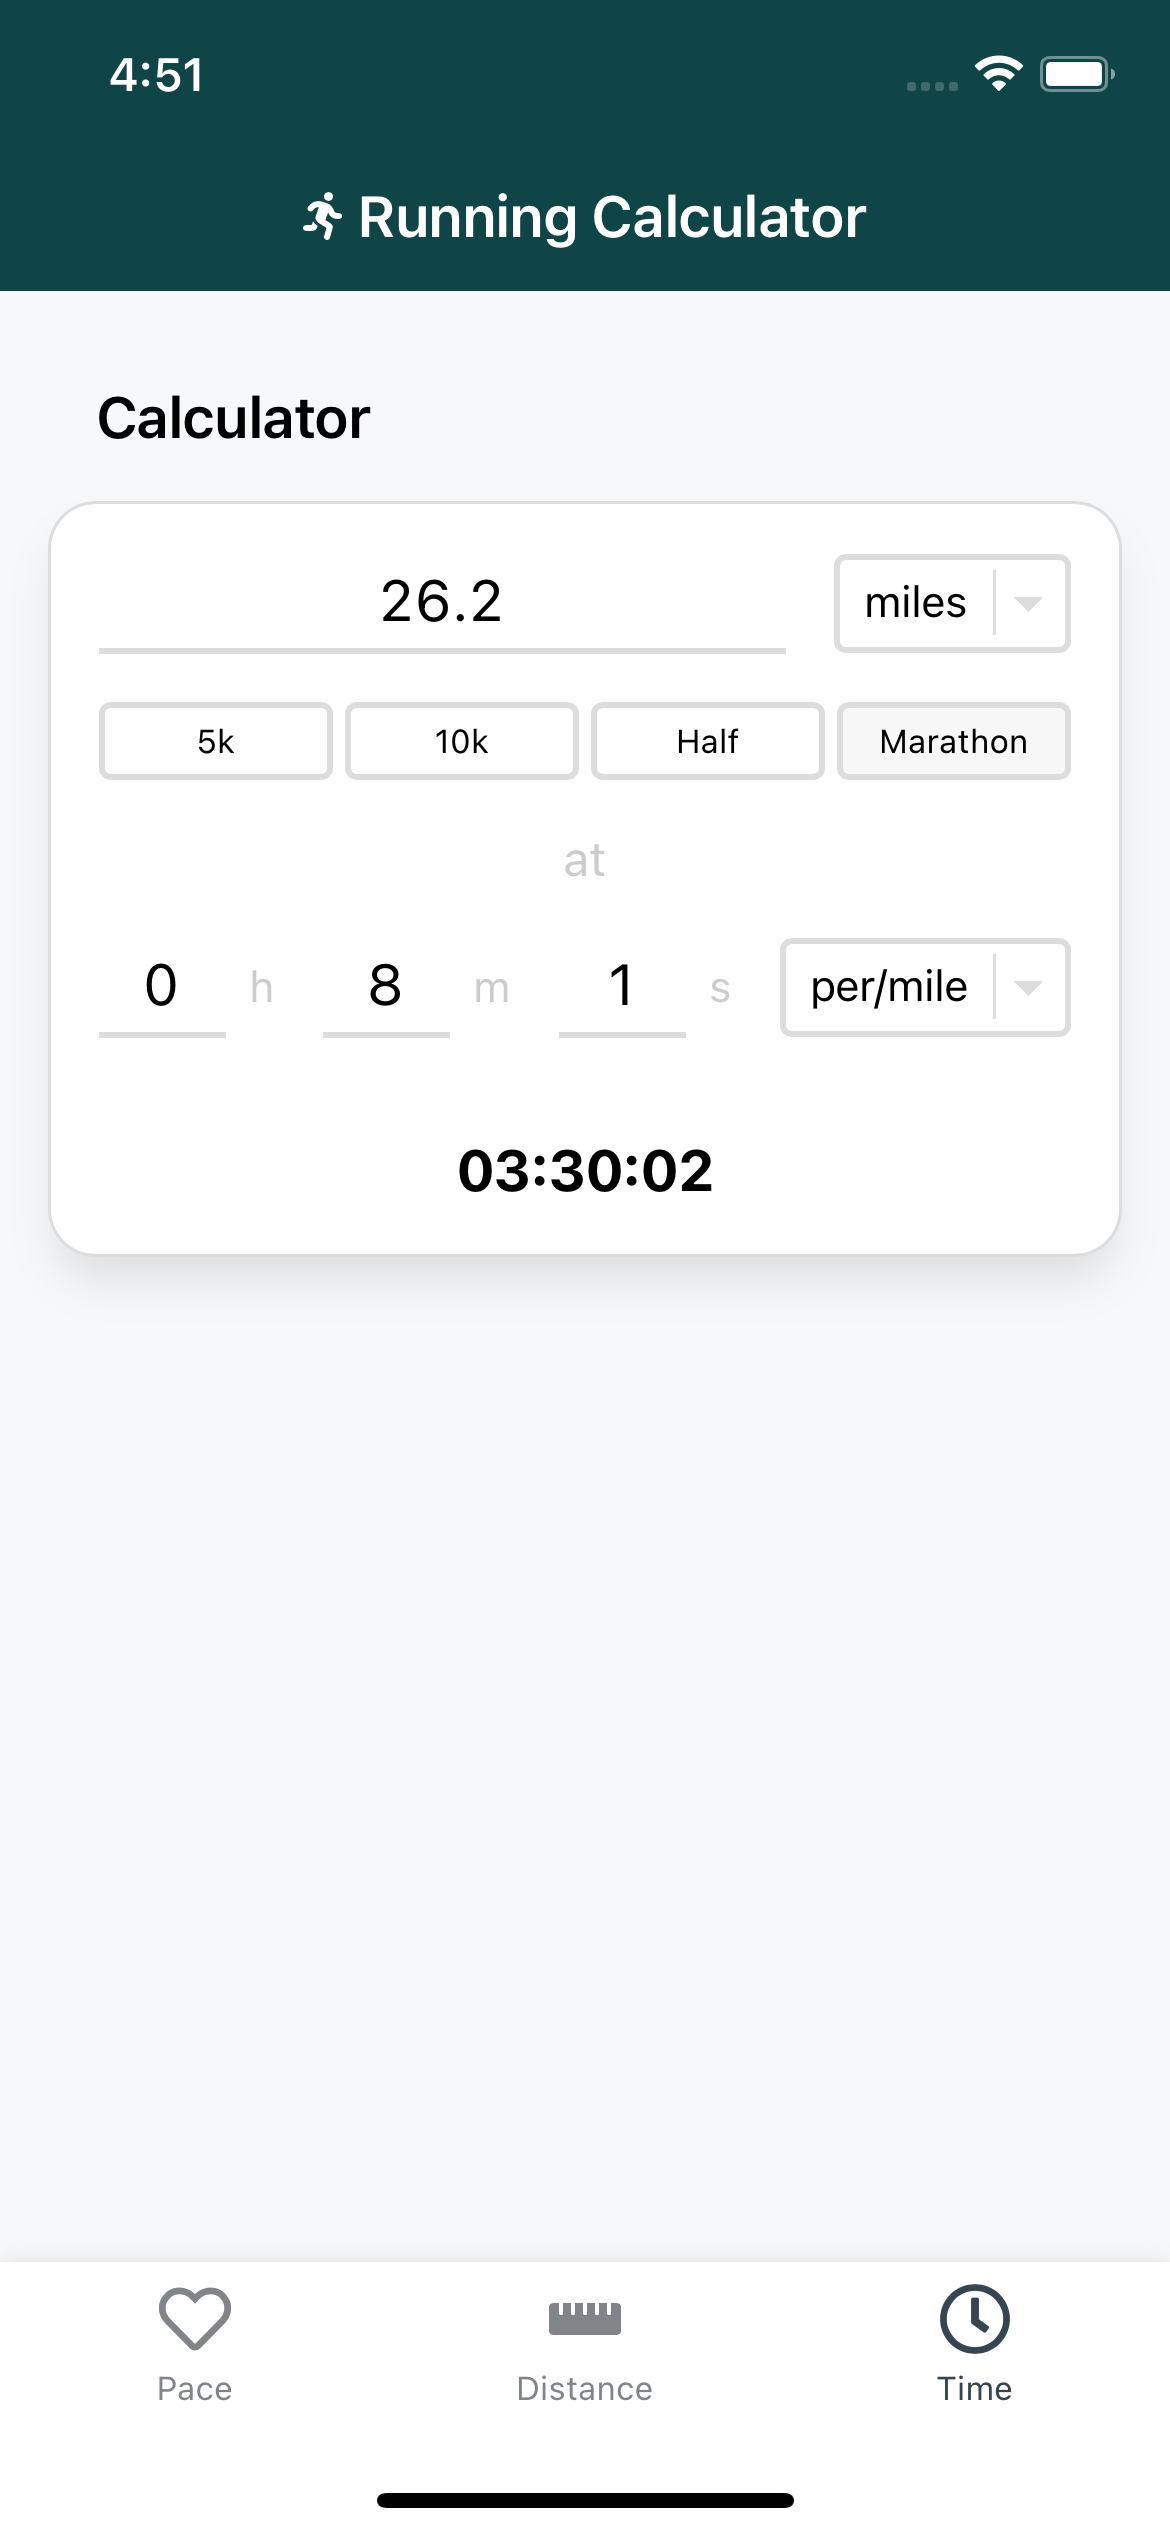 4:51
Running Calculator
Calculator
26.2 miles
5k 10k Half Marathon
at
0 h 8 m 1 s per/mile
03:30:02
Pace Distance Time